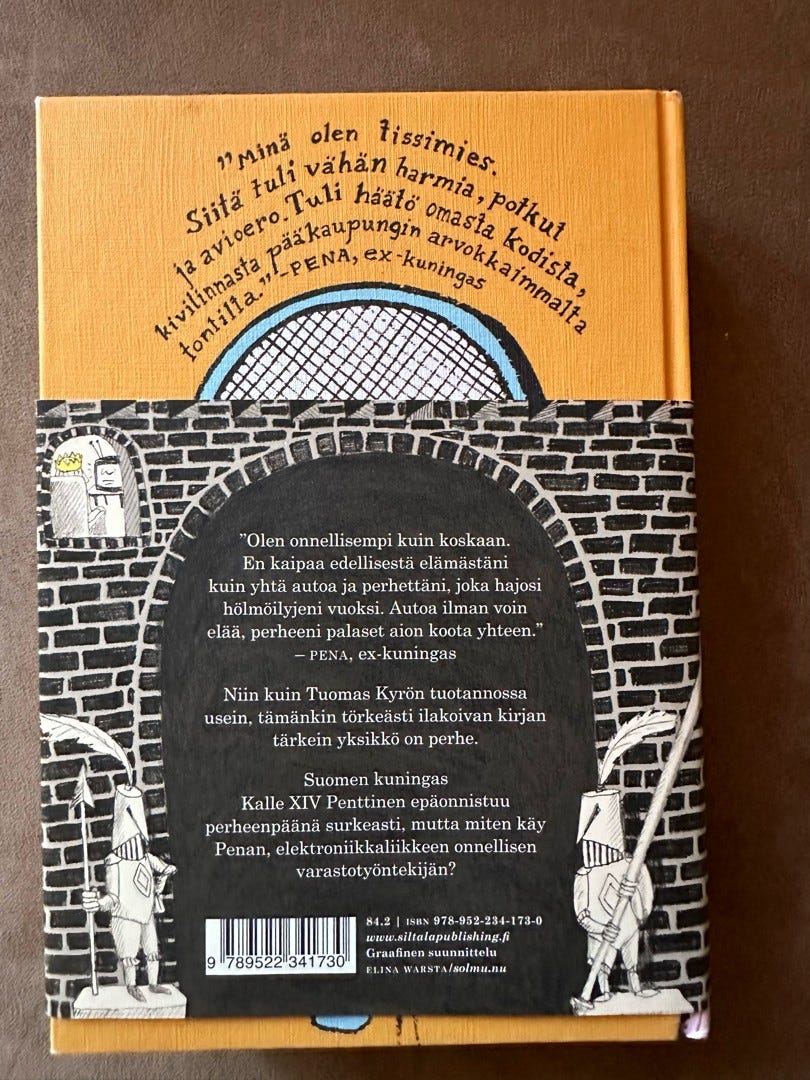 "Minä olen tissimies.
Siitä tuli vähän harmia, potkut
ja avioero. Tuli häätö omasta kodista,
kivilinnasta pääkaupungin arvokkaimmalta
tontilta." –PENA, ex-kuningas
"Olen onnellisempi kuin koskaan.
En kaipaa edellisestä elämästäni
kuin yhtä autoa ja perhettäni, joka hajosi
hölmöilyjeni vuoksi. Autoa ilman voin
elää, perheeni palaset aion koota yhteen."
– PENA, ex-kuningas
Niin kuin Tuomas Kyrön tuotannossa
usein, tämänkin törkeästi ilakoivan kirjan
tärkein yksikkö on perhe.
Suomen kuningas
Kalle XIV Penttinen epäonnistuu
perheenpäänä surkeasti, mutta miten käy
Penan, elektroniikkaliikkeen onnellisen
varastotyöntekijän?
84.2 | ISBN 978-952-234-173-0
www.siltalapublishing.fi
Graafinen suunnittelu
ELINA WARSTA/solmu.nu
9 789522 341730